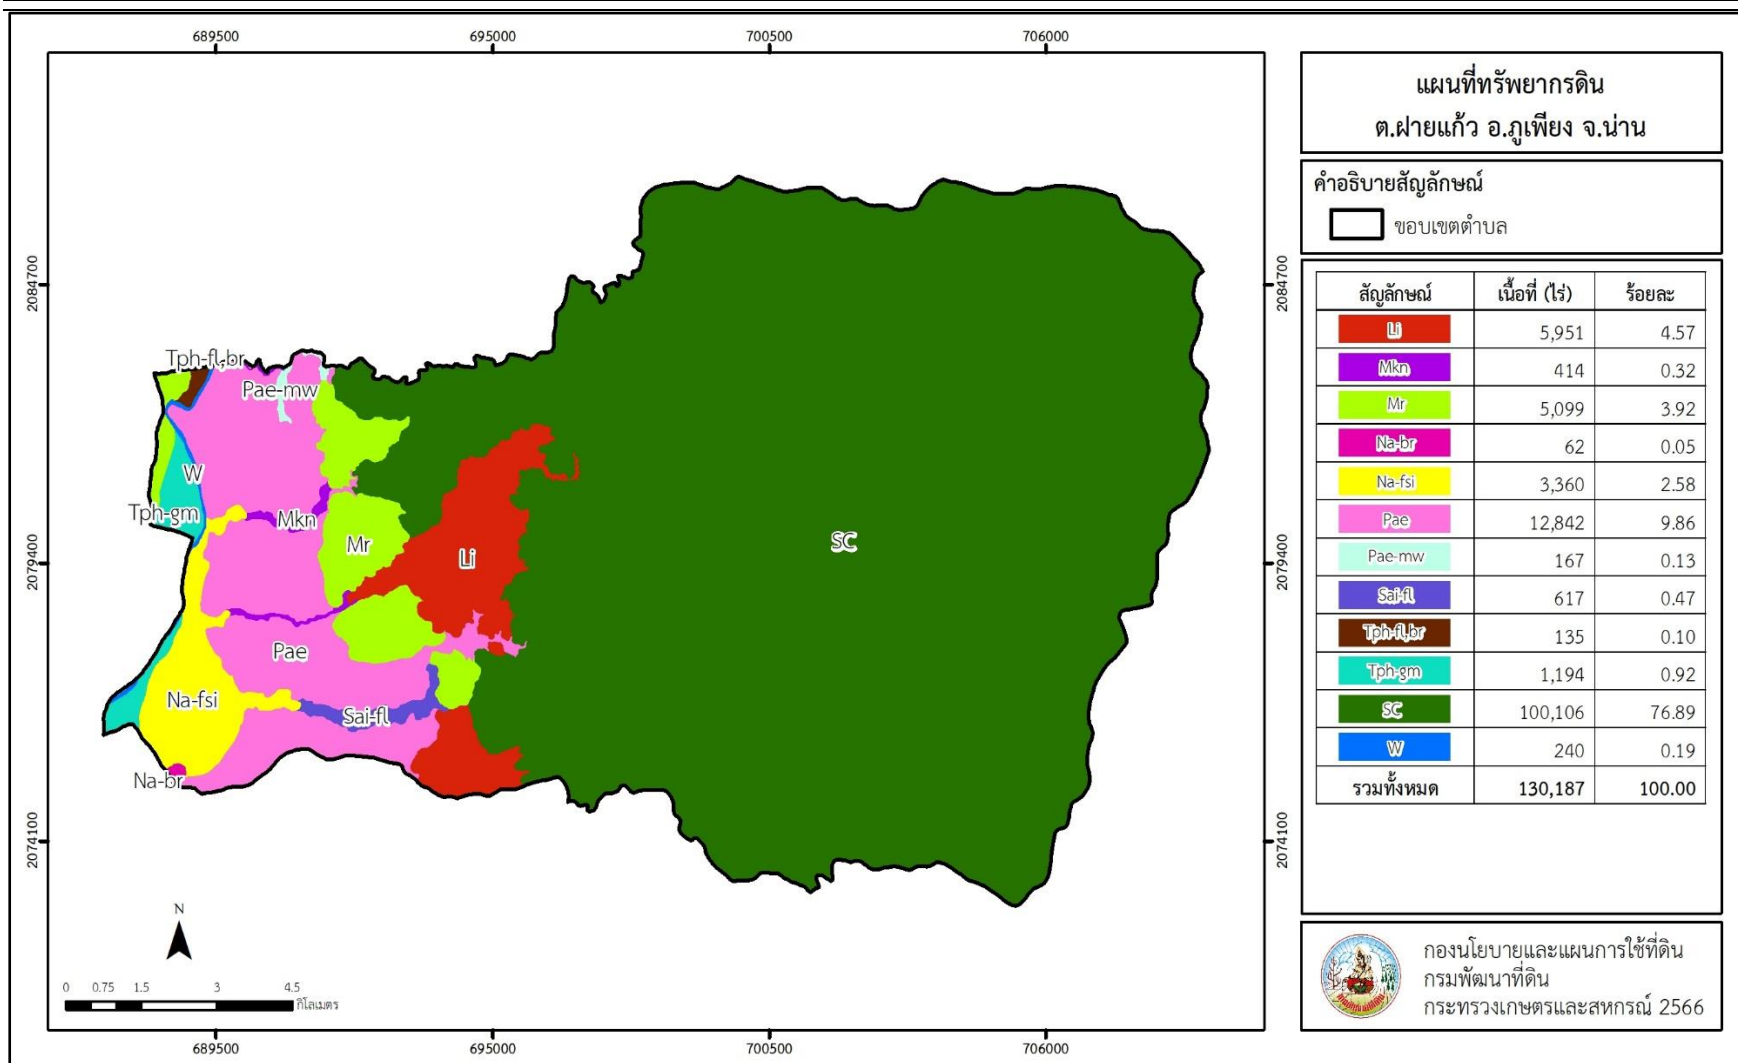 689500 695000 700500 706000
แผนที่ทรัพยากรดิน
ต.ฝายแก้ว อ.ภูเพียง จ.น่าน
คำอธิบายสัญลักษณ์
ขอบเขตตำบล
สัญลักษณ์ เนื้อที่ (ไร่) ร้อยละ
Li 5,951 4.57
Mkn 414 0.32
Mr 5,099 3.92
Na-br 62 0.05
Na-fsi 3,360 2.58
Pae 12,842 9.86
Pae-mw 167 0.13
Sai-fl 617 0.47
Tph-fl,br 135 0.10
Tph-gm 1,194 0.92
SC 100,106 76.89
W 240 0.19
รวมทั้งหมด 130,187 100.00
2084700 2084700
2079400 2079400
2074100 2074100
Tph-fl,br
Pae-mw
W
Tph-gm
Mkn
Mr
Li
SC
Pae
Na-fsi
Sai-fl
Na-br
N
0 0.75 1.5 3 4.5
กิโลเมตร
689500 695000 700500 706000
กองนโยบายและแผนการใช้ที่ดิน
กรมพัฒนาที่ดิน
กระทรวงเกษตรและสหกรณ์ 2566